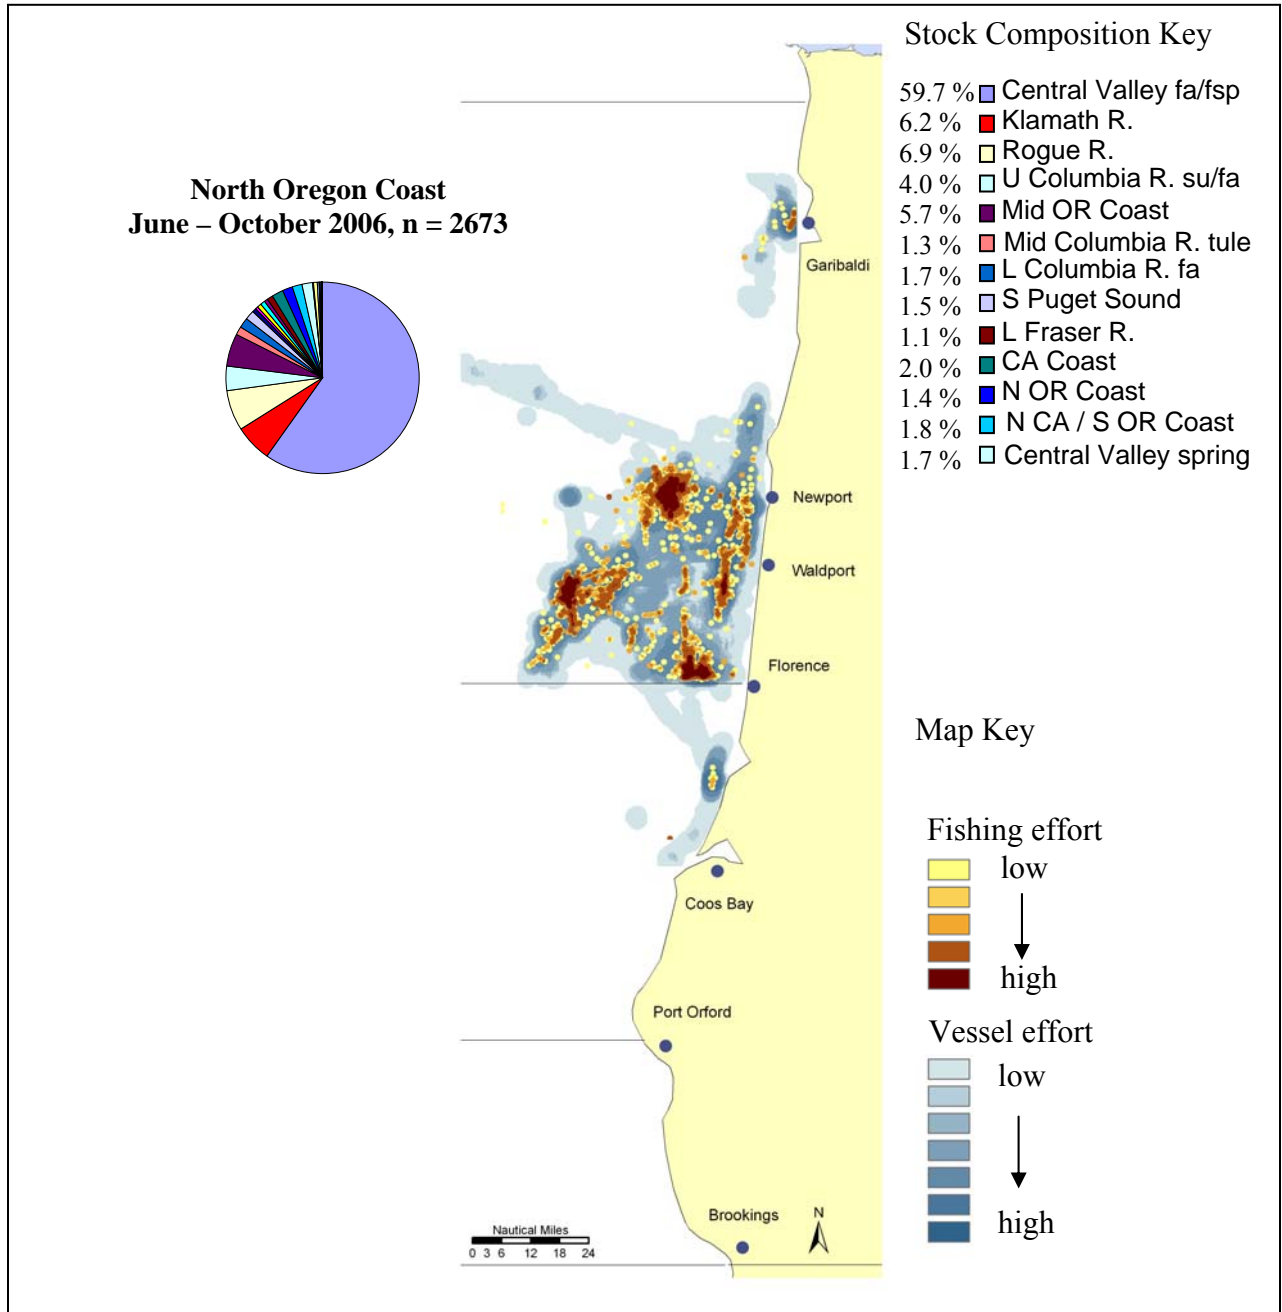 North Oregon Coast
June – October 2006, n = 2673
Stock Composition Key
59.7 % Central Valley fa/fsp
6.2 % Klamath R.
6.9 % Rogue R.
4.0 % U Columbia R. su/fa
5.7 % Mid OR Coast
1.3 % Mid Columbia R. tule
1.7 % L Columbia R. fa
1.5 % S Puget Sound
1.1 % L Fraser R.
2.0 % CA Coast
1.4 % N OR Coast
1.8 % N CA / S OR Coast
1.7 % Central Valley spring
Garibaldi
Newport
Waldport
Florence
Coos Bay
Port Orford
Brookings
N
Nautical Miles
0 3 6 12 18 24
Map Key
Fishing effort
low
high
Vessel effort
low
high